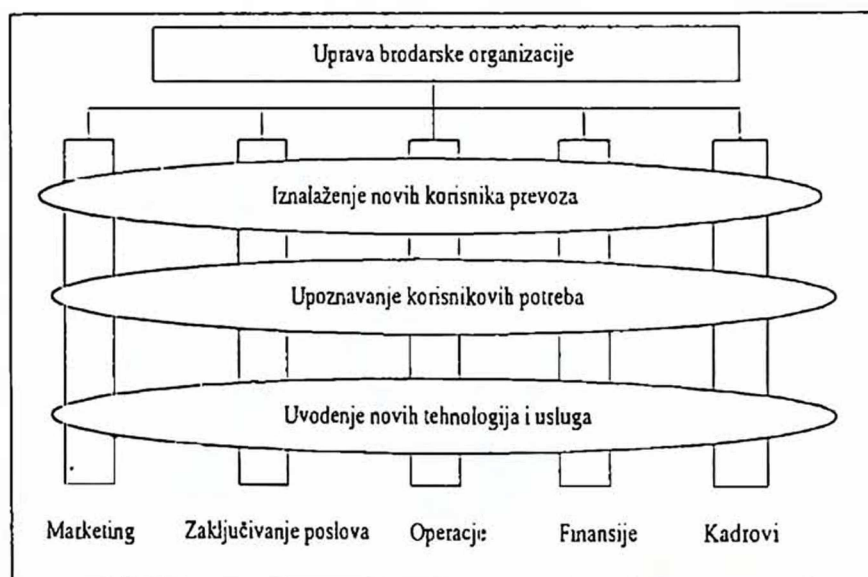 Uprava brodarske organizacije
Iznalaženje novih korisnika prevoza
Upoznavanje korisnikovih potreba
Uvođenje novih tehnologija i usluga
Marketing Zaključivanje poslova Operacije Finansije Kadrovi